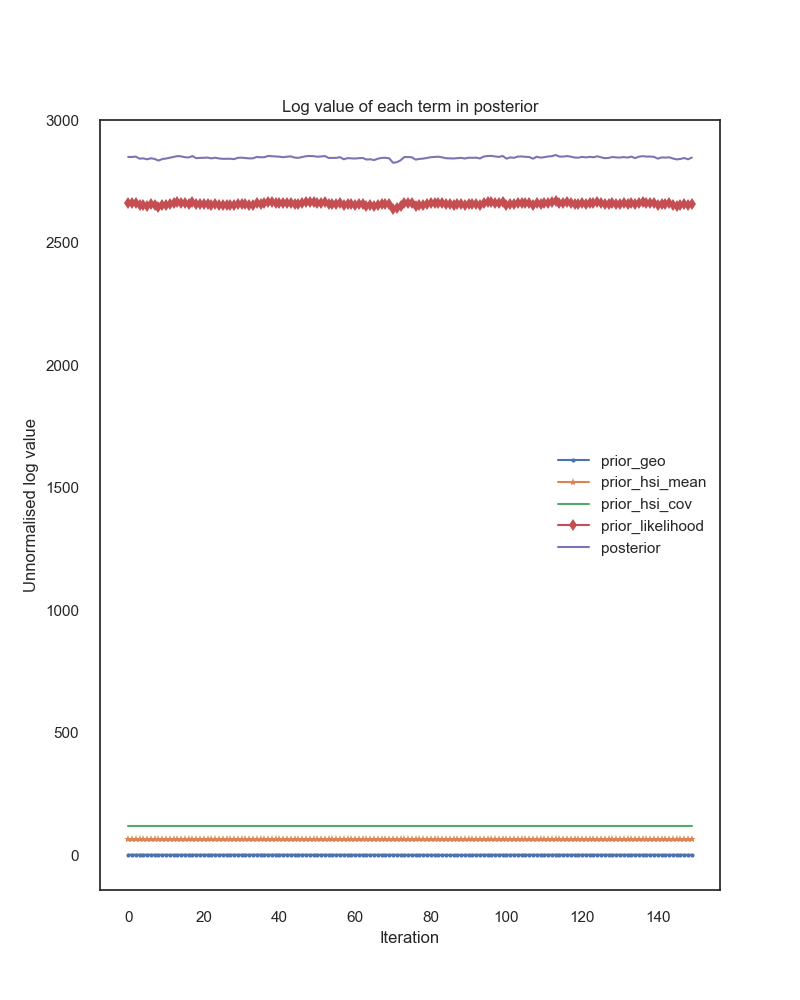 Log value of each term in posterior
3000
2500
2000
1500
1000
500
0
Unnormalised log value
prior_geo
prior_hsi_mean
prior_hsi_cov
prior_likelihood
posterior
0 20 40 60 80 100 120 140
Iteration